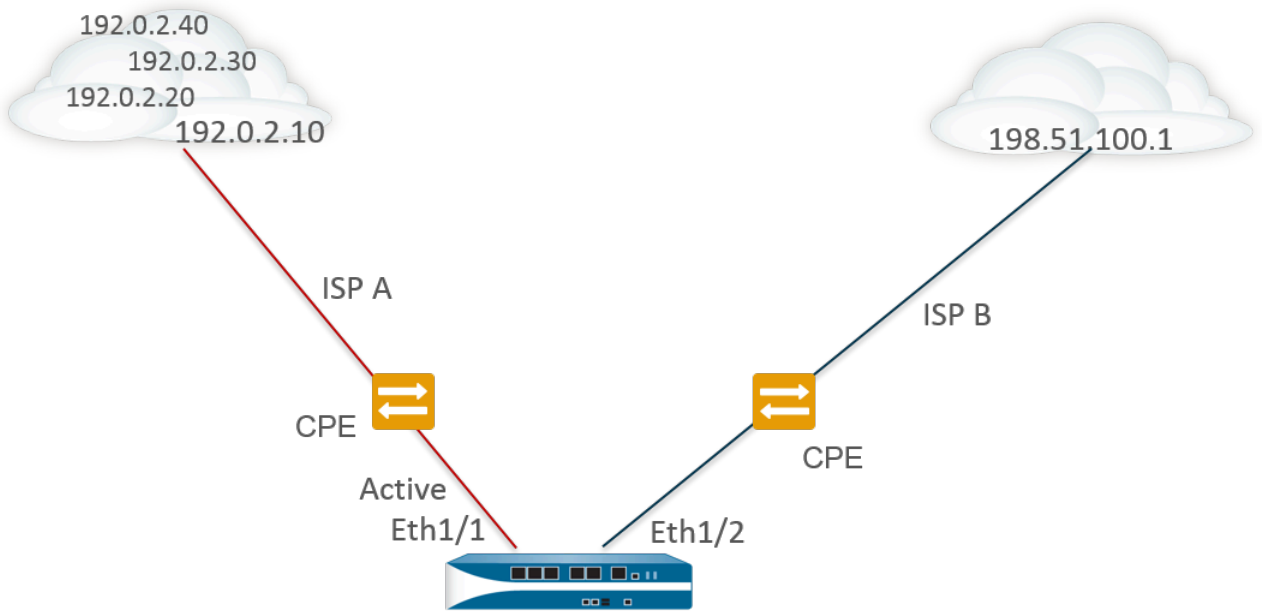 192.0.2.40
192.0.2.30
192.0.2.20
192.0.2.10
198.51.100.1
ISP A
ISP B
CPE
CPE
Active
Eth1/1
Eth1/2